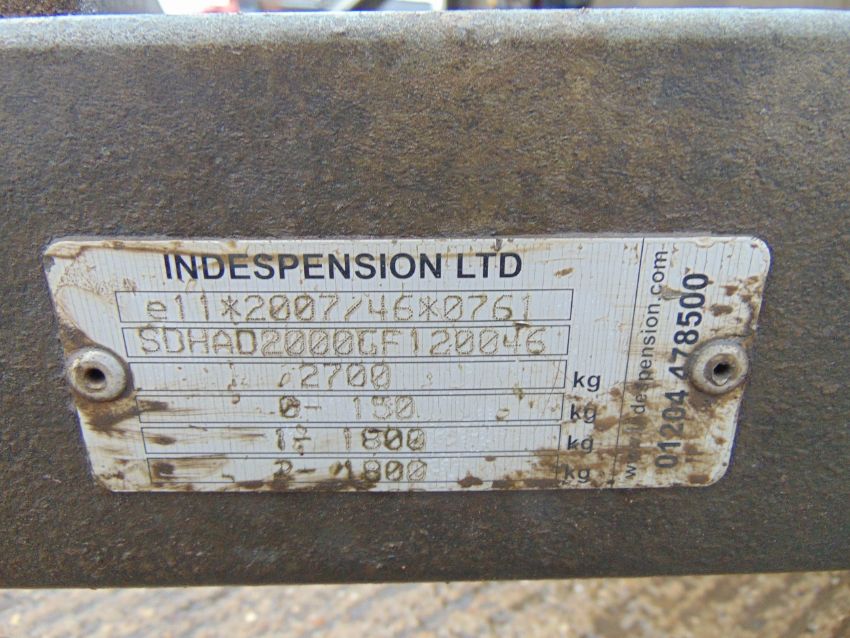 INDESPENSION LTD
e11*2007/46*0761
SDHAD2000GF120046
2700 kg
0- 150 kg
1- 1800 kg
2- 1800 kg
www.indespension.com
01204 478500